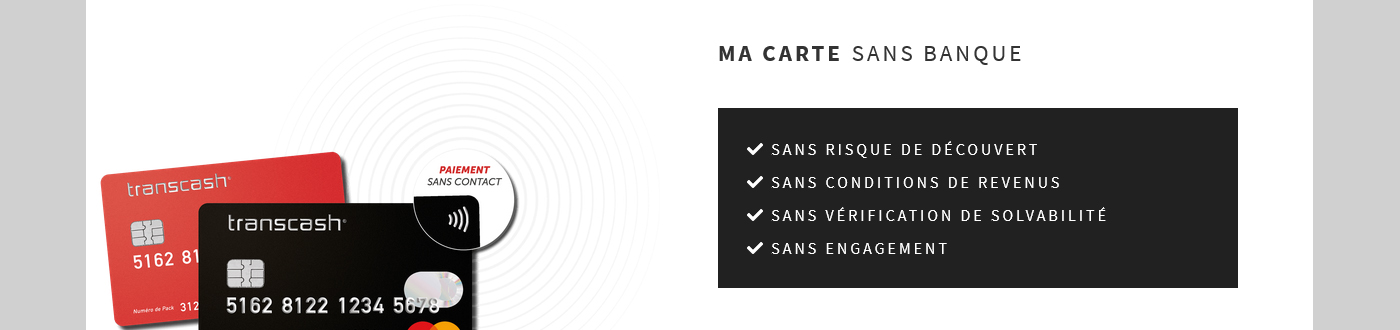 MA CARTE SANS BANQUE
SANS RISQUE DE DÉCOUVERT
SANS CONDITIONS DE REVENUS
SANS VÉRIFICATION DE SOLVABILITÉ
SANS ENGAGEMENT
PAIEMENT
SANS CONTACT
transcash®
5162 81
Numéro de Pack 312
transcash®
5162 8122 1234 5678